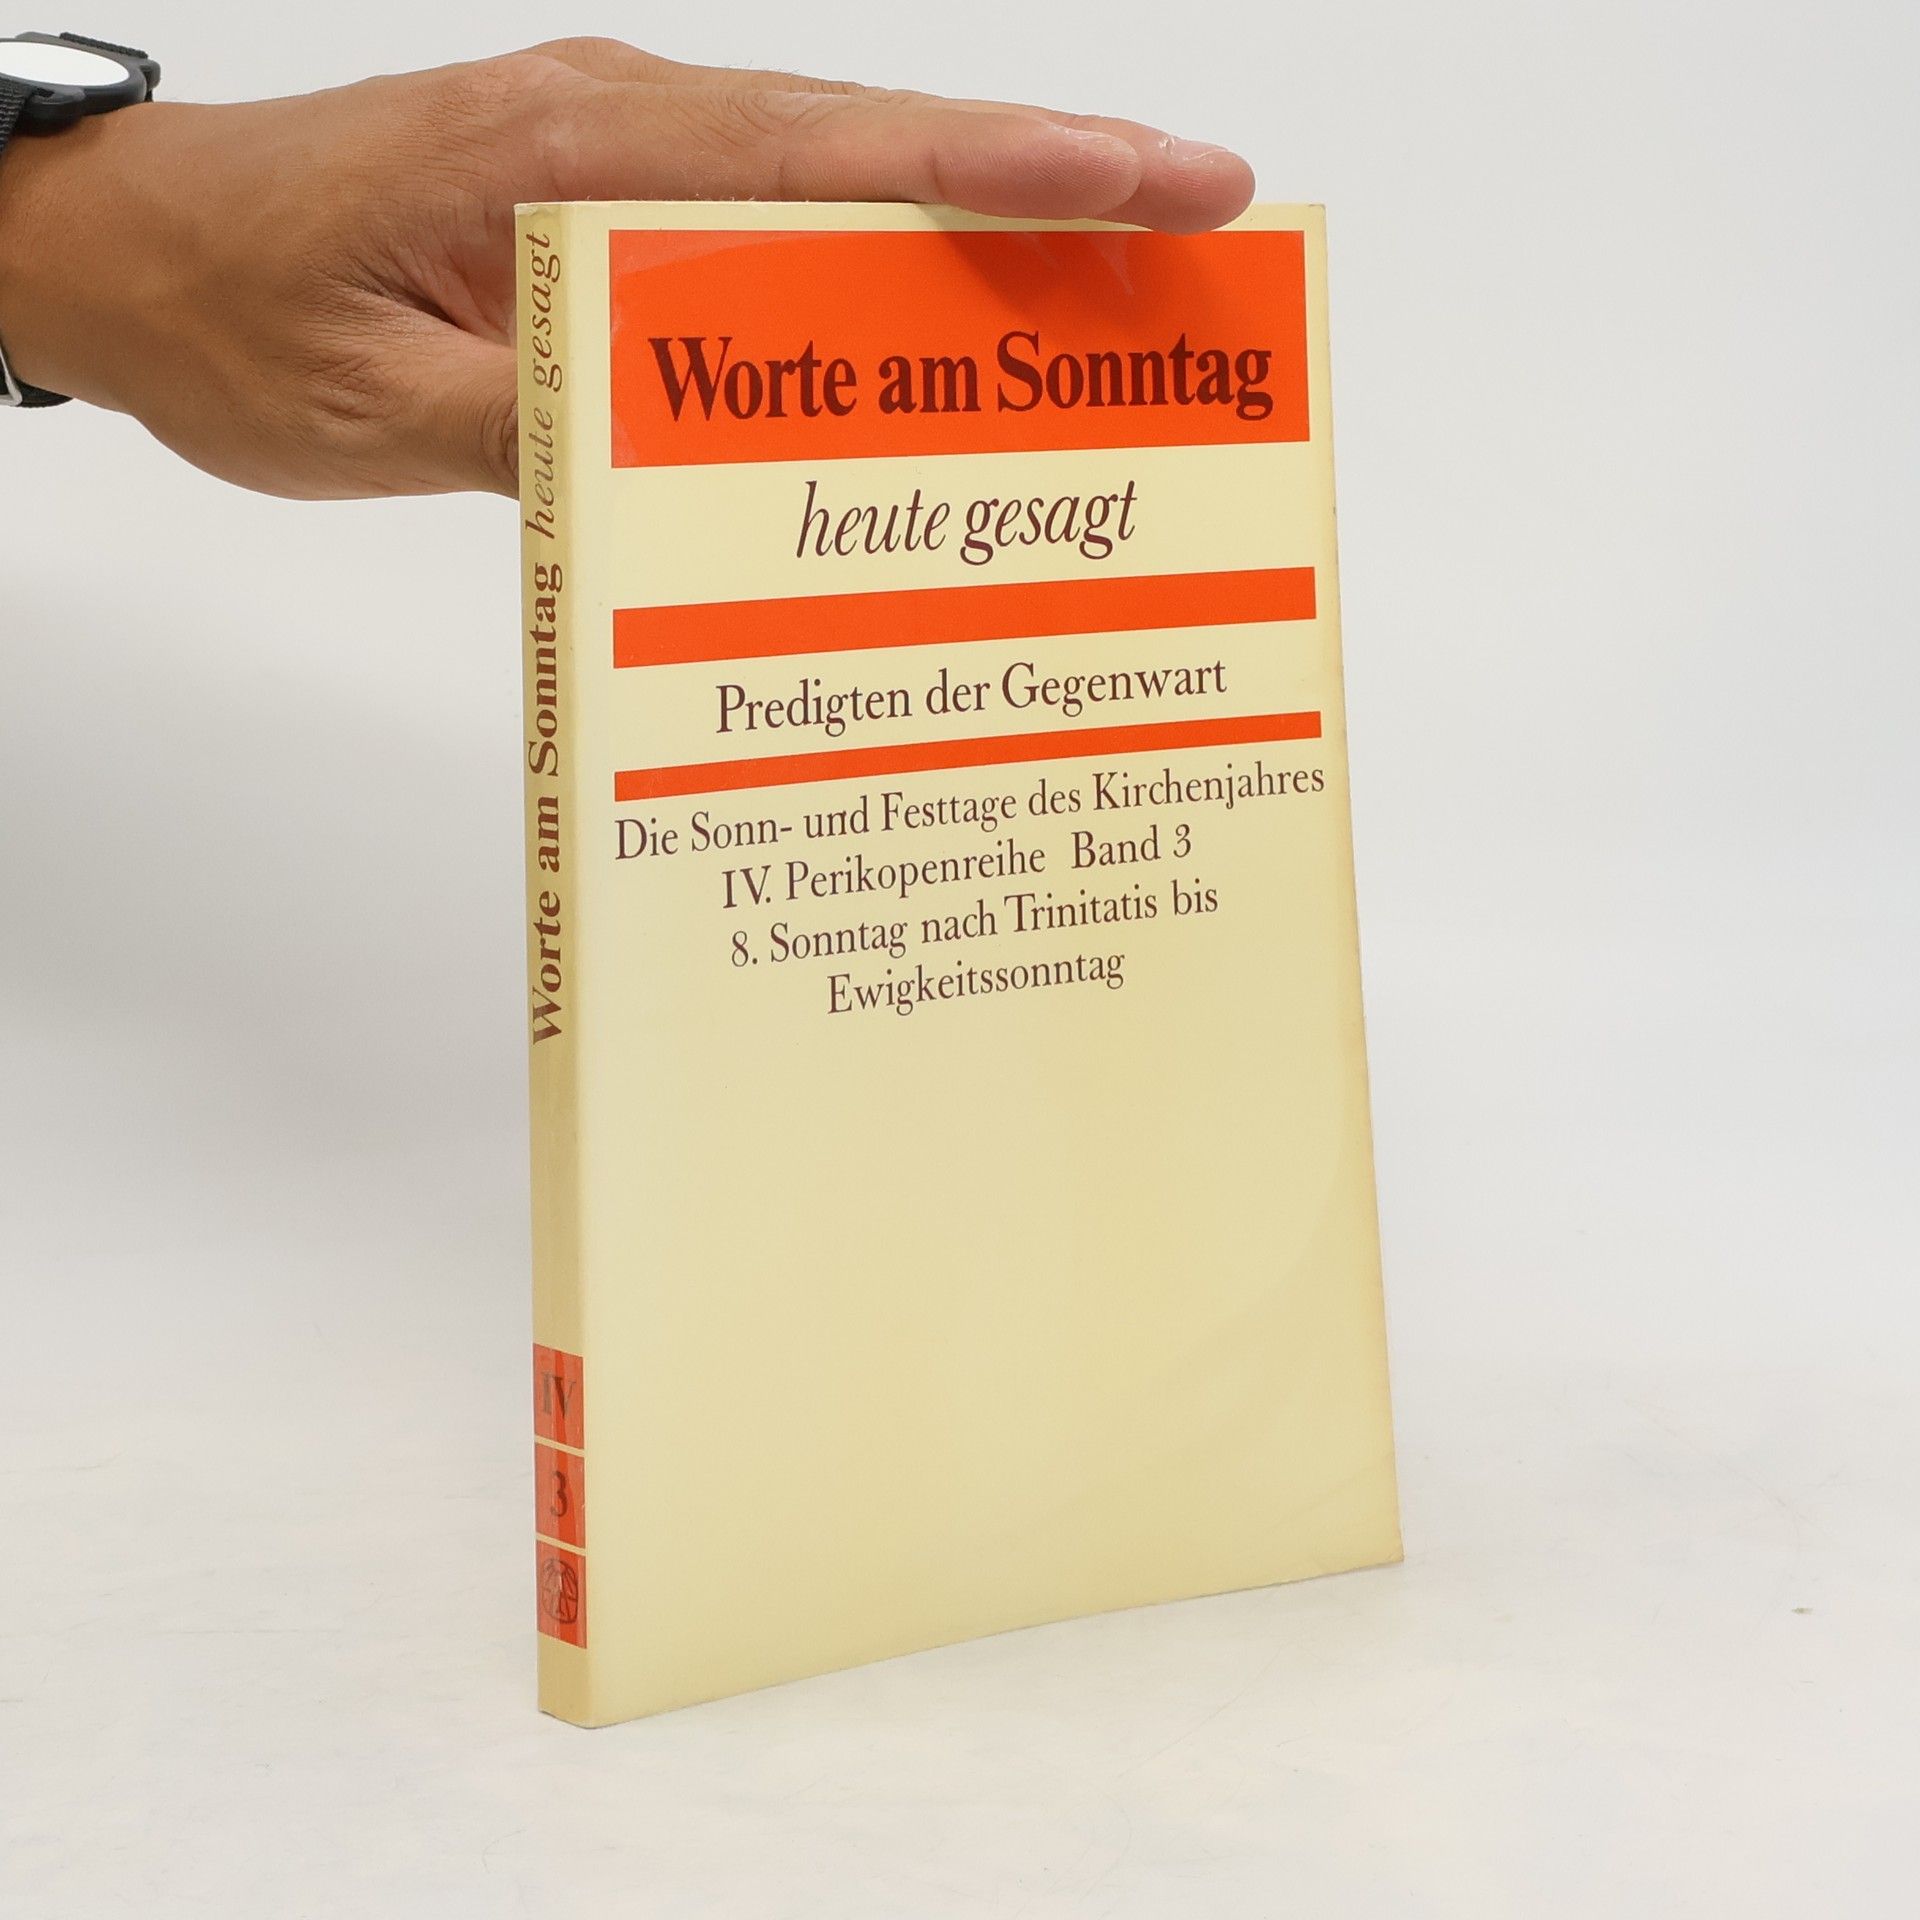 Worte am Sonntag
heute gesagt
Predigten der Gegenwart
Die Sonn- und Festtage des Kirchenjahres
IV. Perikopenreihe Band 3
8. Sonntag nach Trinitatis bis
Ewigkeitssonntag
Worte am Sonntag heute gesagt
IV
3